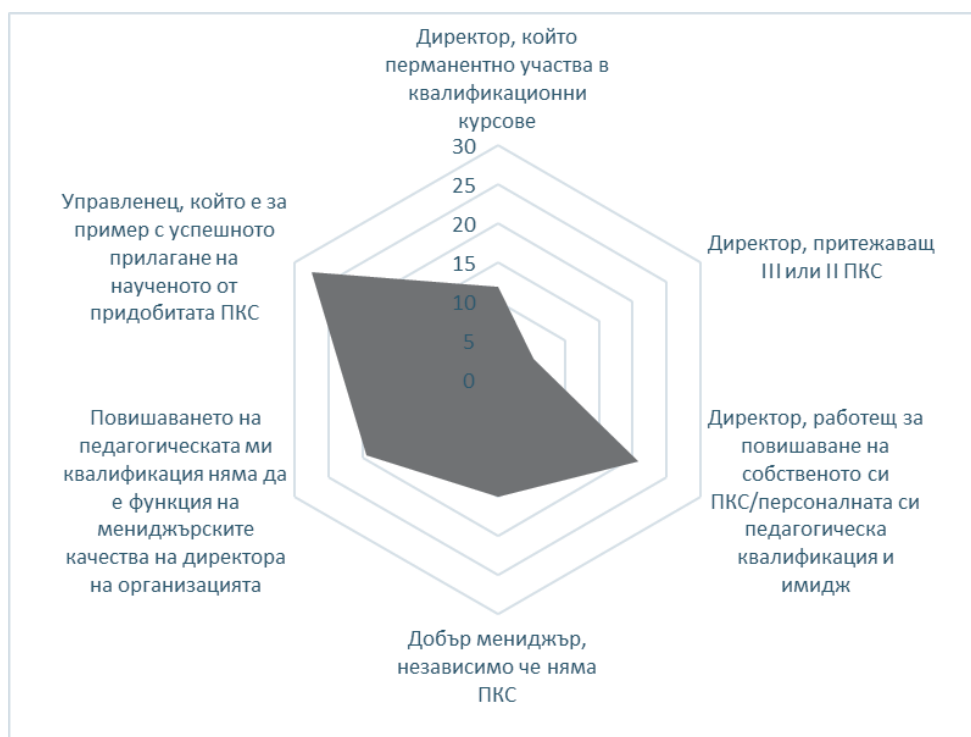 Директор, който
перманентно участва в
квалификационни
курсове
30
25
20
15
10
5
0
Директор, притежаващ
III или II ПКС
Директор, работещ за
повишаване на
собственото си
ПКС/персоналната си
педагогическа
квалификация и
имидж
Добър мениджър,
независимо че няма
ПКС
Повишаването на
педагогическата ми
квалификация няма да
е функция на
мениджърските
качества на директора
на организацията
Управленец, който е за
пример с успешното
прилагане на
наученото от
придобитата ПКС